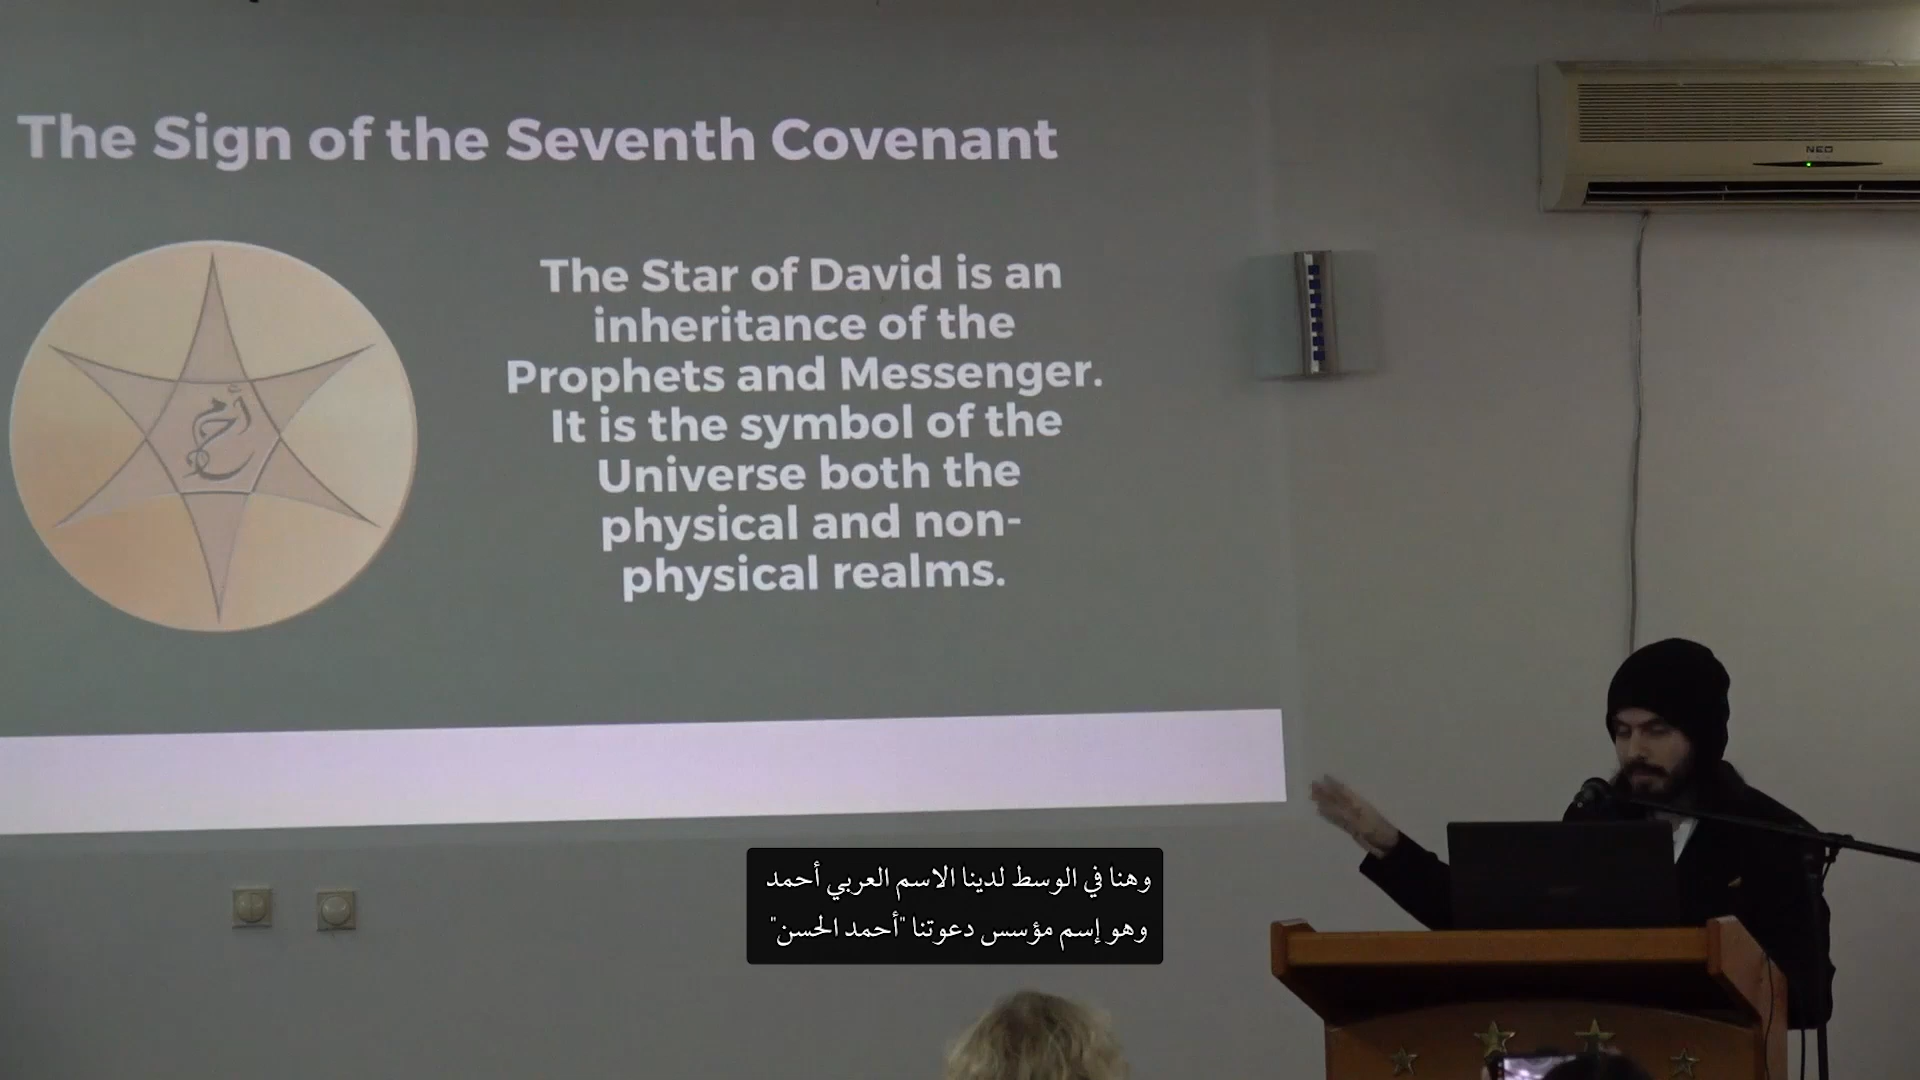 The Sign of the Seventh Covenant
NEO
The Star of David is an
inheritance of the
Prophets and Messenger.
It is the symbol of the
Universe both the
physical and non-
physical realms.
أحمد
وهنا في الوسط لدينا الاسم العربي أحمد
وهو إسم مؤسس دعوتنا "أحمد الحسن"